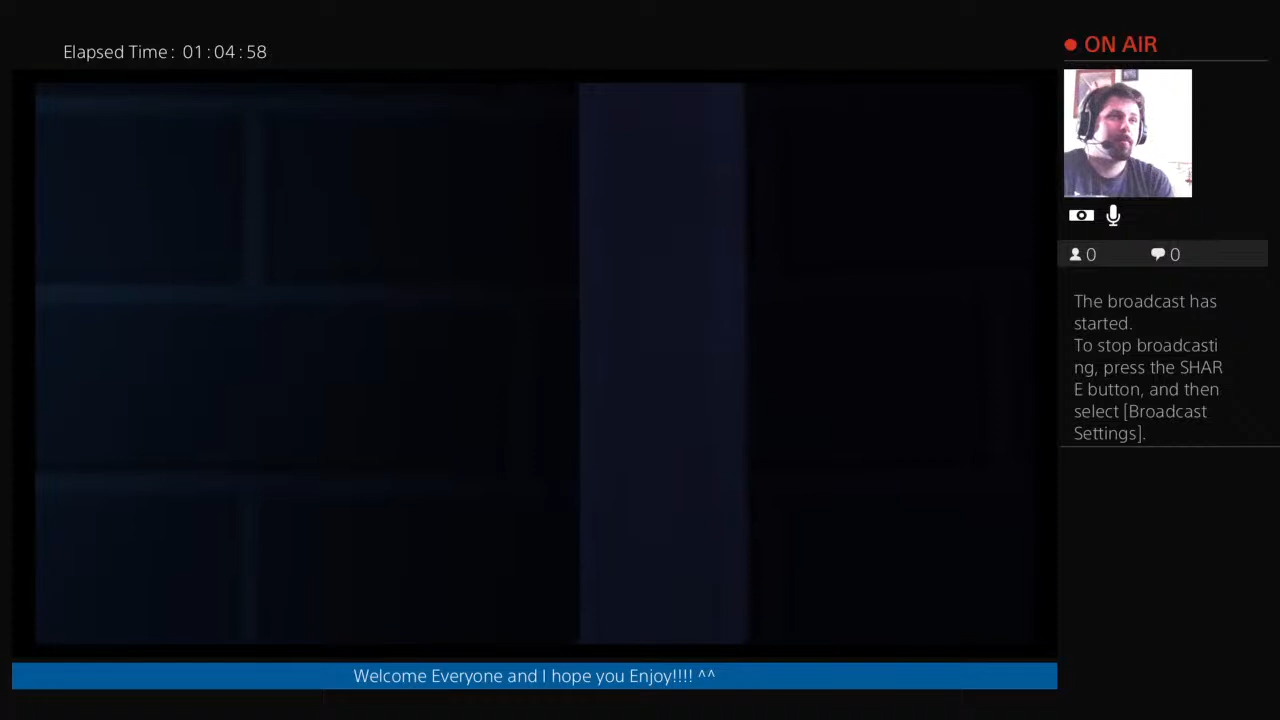 Elapsed Time: 01:04:58
ON AIR
0 0
The broadcast has
started.
To stop broadcasti
ng, press the SHAR
E button, and then
select [Broadcast
Settings].
Welcome Everyone and I hope you Enjoy!!!! ^^